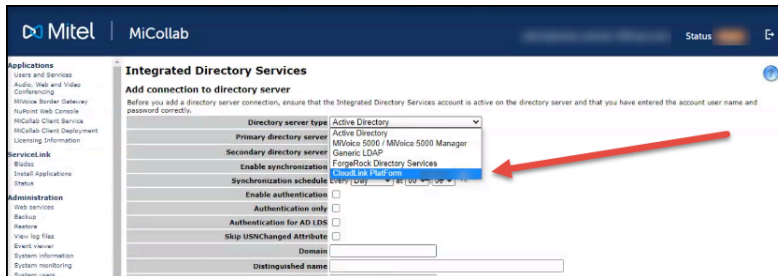 Mitel | MiCollab
Status
Applications
Users and Services
Audio, Web and Video
Conferencing
MiVoice Border Gateway
NuPoint Web Console
MiCollab Client Service
MiCollab Client Deployment
Licensing Information
ServiceLink
Blades
Install Applications
Status
Administration
Web services
Backup
Restore
View log files
Event viewer
System information
System monitoring
System users
Integrated Directory Services
Add connection to directory server
Before you add a directory server connection, ensure that the Integrated Directory Services account is active on the directory server and that you have entered the account user name and
password correctly.
Directory server type Active Directory
Active Directory
MiVoice 5000 / MiVoice 5000 Manager
Generic LDAP
ForgeRock Directory Services
CloudLink PlatForm
Primary directory server
Secondary directory server
Enable synchronization
Synchronization schedule Every Day at
Enable authentication
Authentication only
Authentication for AD LDS
Skip USNChanged Attribute
Domain
Distinguished name